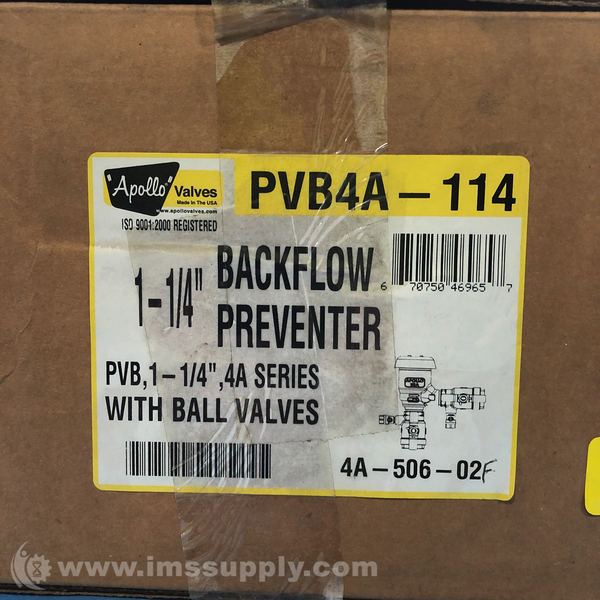 "Apollo" Valves
Made in The USA
www.apollovalves.com
ISO 9001:2000 REGISTERED
PVB4A-114
1-1/4" BACKFLOW
PREVENTER
6 70750 46965 7
PVB,1-1/4",4A SERIES
WITH BALL VALVES
APOLLO
4A-506-02F
www.imssupply.com